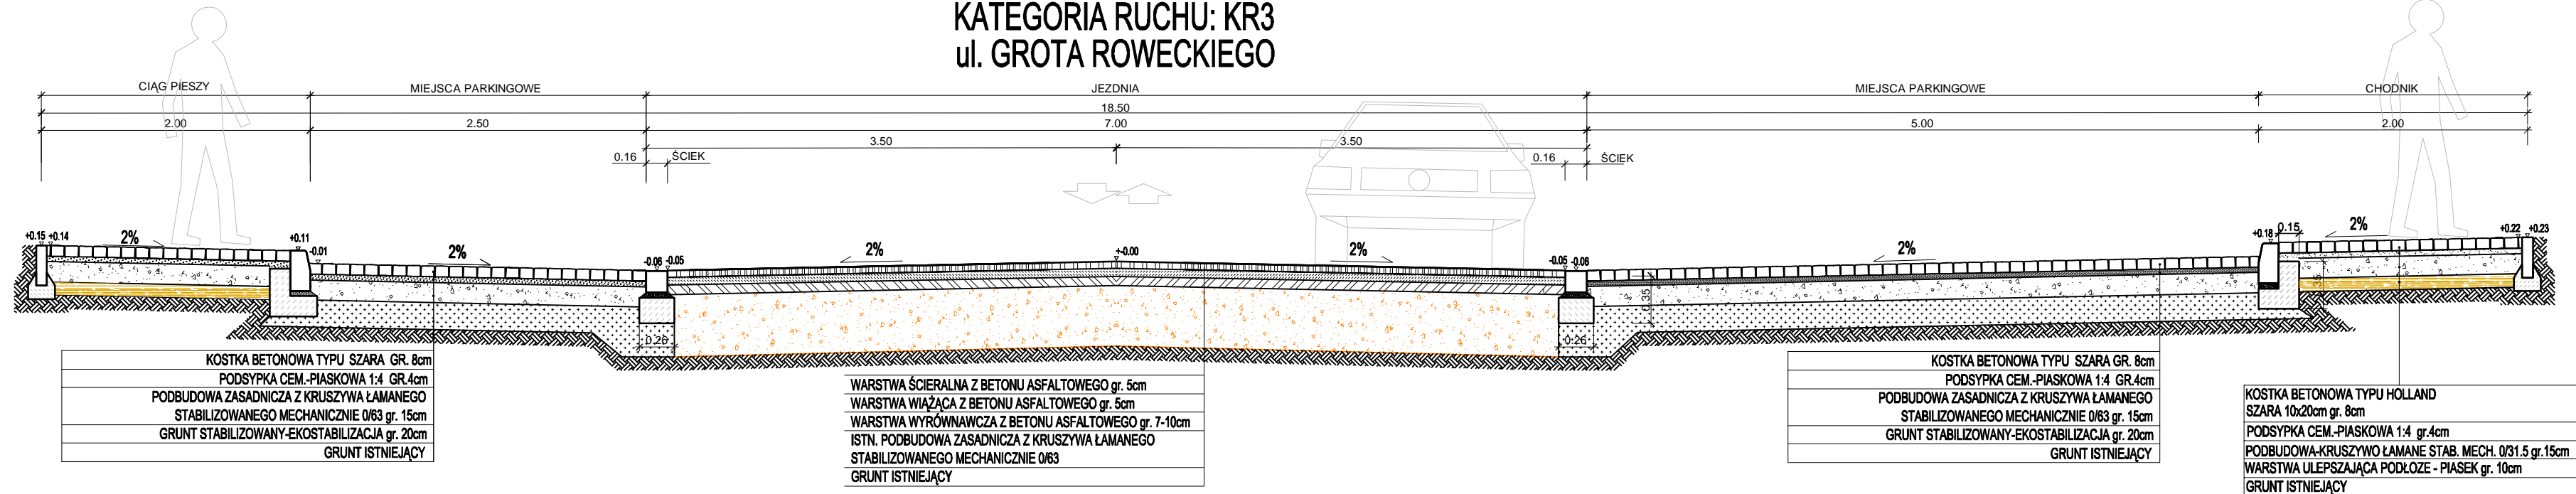 KATEGORIA RUCHU: KR3
ul. GROTA ROWECKIEGO
CIĄG PIESZY
MIEJSCA PARKINGOWE
JEZDNIA
MIEJSCA PARKINGOWE
CHODNIK
18.50
2.00
2.50
7.00
5.00
2.00
3.50
3.50
0.16
ŚCIEK
0.16
ŚCIEK
+0.15 +0.14
2%
+0.11
-0.01
2%
-0.06 -0.05
2%
+-0.00
2%
-0.05 -0.06
2%
+0.18
0.15
2%
+0.22 +0.23
0.35
35
0.26
0.26
KOSTKA BETONOWA TYPU SZARA GR. 8cm
PODSYPKA CEM.-PIASKOWA 1:4 GR.4cm
PODBUDOWA ZASADNICZA Z KRUSZYWA ŁAMANEGO
STABILIZOWANEGO MECHANICZNIE 0/63 gr. 15cm
GRUNT STABILIZOWANY-EKOSTABILIZACJA gr. 20cm
GRUNT ISTNIEJĄCY
WARSTWA ŚCIERALNA Z BETONU ASFALTOWEGO gr. 5cm
WARSTWA WIĄŻĄCA Z BETONU ASFALTOWEGO gr. 5cm
WARSTWA WYRÓWNAWCZA Z BETONU ASFALTOWEGO gr. 7-10cm
ISTN. PODBUDOWA ZASADNICZA Z KRUSZYWA ŁAMANEGO
STABILIZOWANEGO MECHANICZNIE 0/63
GRUNT ISTNIEJĄCY
KOSTKA BETONOWA TYPU SZARA GR. 8cm
PODSYPKA CEM.-PIASKOWA 1:4 GR.4cm
PODBUDOWA ZASADNICZA Z KRUSZYWA ŁAMANEGO
STABILIZOWANEGO MECHANICZNIE 0/63 gr. 15cm
GRUNT STABILIZOWANY-EKOSTABILIZACJA gr. 20cm
GRUNT ISTNIEJĄCY
KOSTKA BETONOWA TYPU HOLLAND
SZARA 10x20cm gr. 8cm
PODSYPKA CEM.-PIASKOWA 1:4 gr.4cm
PODBUDOWA-KRUSZYWO ŁAMANE STAB. MECH. 0/31.5 gr.15cm
WARSTWA ULEPSZAJĄCA PODŁOZE - PIASEK gr. 10cm
GRUNT ISTNIEJĄCY